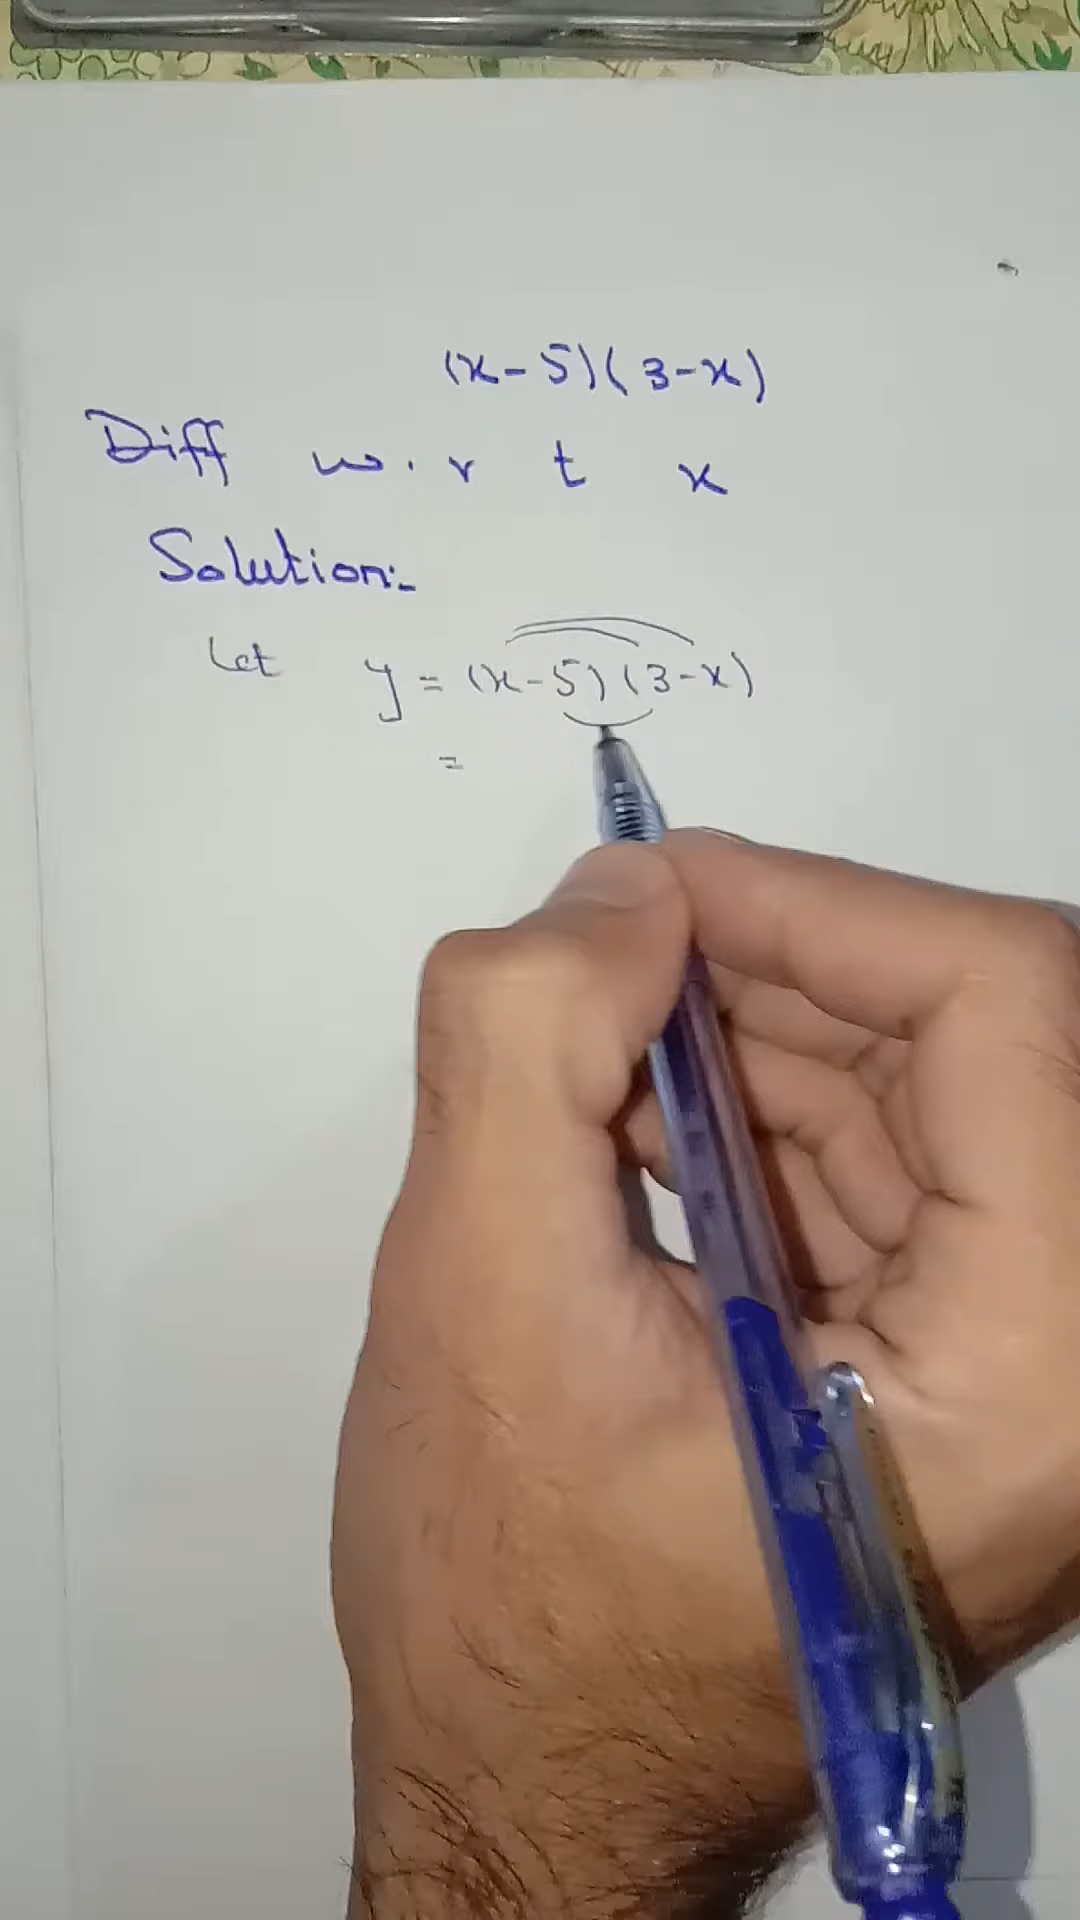 (x-5)(3-x)
Diff w.r t x
Solution:-
Let y = (x-5)(3-x)
=